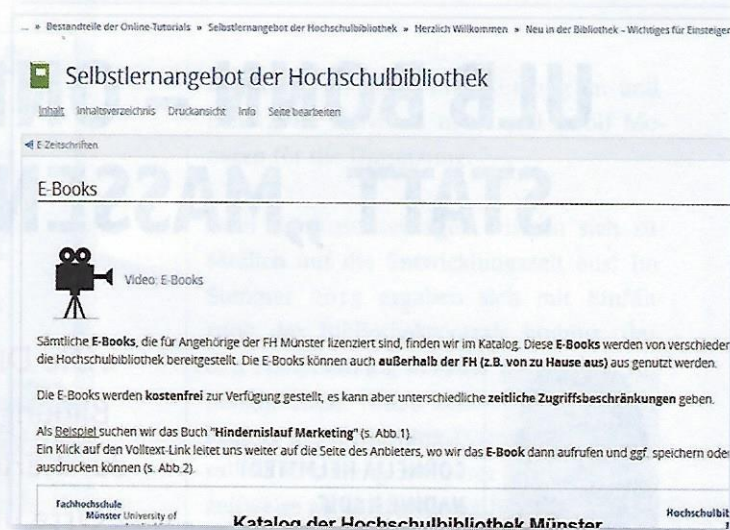 ... » Bestandteile der Online-Tutorials » Selbstlernangebot der Hochschulbibliothek » Herzlich Willkommen » Neu in der Bibliothek – Wichtiges für Einsteiger
Selbstlernangebot der Hochschulbibliothek
Inhalt Inhaltsverzeichnis Druckansicht Info Seite bearbeiten
E-Zeitschriften
E-Books
Video: E-Books
Sämtliche E-Books, die für Angehörige der FH Münster lizenziert sind, finden wir im Katalog. Diese E-Books werden von verschieden
die Hochschulbibliothek bereitgestellt. Die E-Books können auch außerhalb der FH (z.B. von zu Hause aus) aus genutzt werden.
Die E-Books werden kostenfrei zur Verfügung gestellt, es kann aber unterschiedliche zeitliche Zugriffsbeschränkungen geben.
Als Beispiel suchen wir das Buch "Hindernislauf Marketing" (s. Abb.1).
Ein Klick auf den Volltext-Link leitet uns weiter auf die Seite des Anbieters, wo wir das E-Book dann aufrufen und ggf. speichern oder
ausdrucken können (s. Abb.2).
Fachhochschule
Münster University of
Katalog der Hochschulbibliothek Münster
Hochschulbit